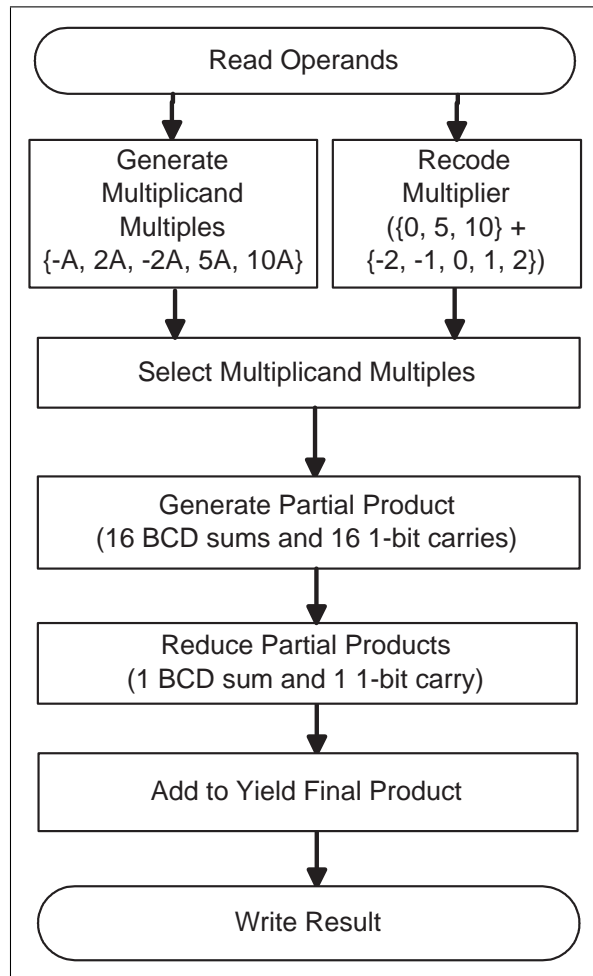 Read Operands
Generate
Multiplicand
Multiples
{-A, 2A, -2A, 5A, 10A}
Recode
Multiplier
({0, 5, 10} +
{-2, -1, 0, 1, 2})
Select Multiplicand Multiples
Generate Partial Product
(16 BCD sums and 16 1-bit carries)
Reduce Partial Products
(1 BCD sum and 1 1-bit carry)
Add to Yield Final Product
Write Result